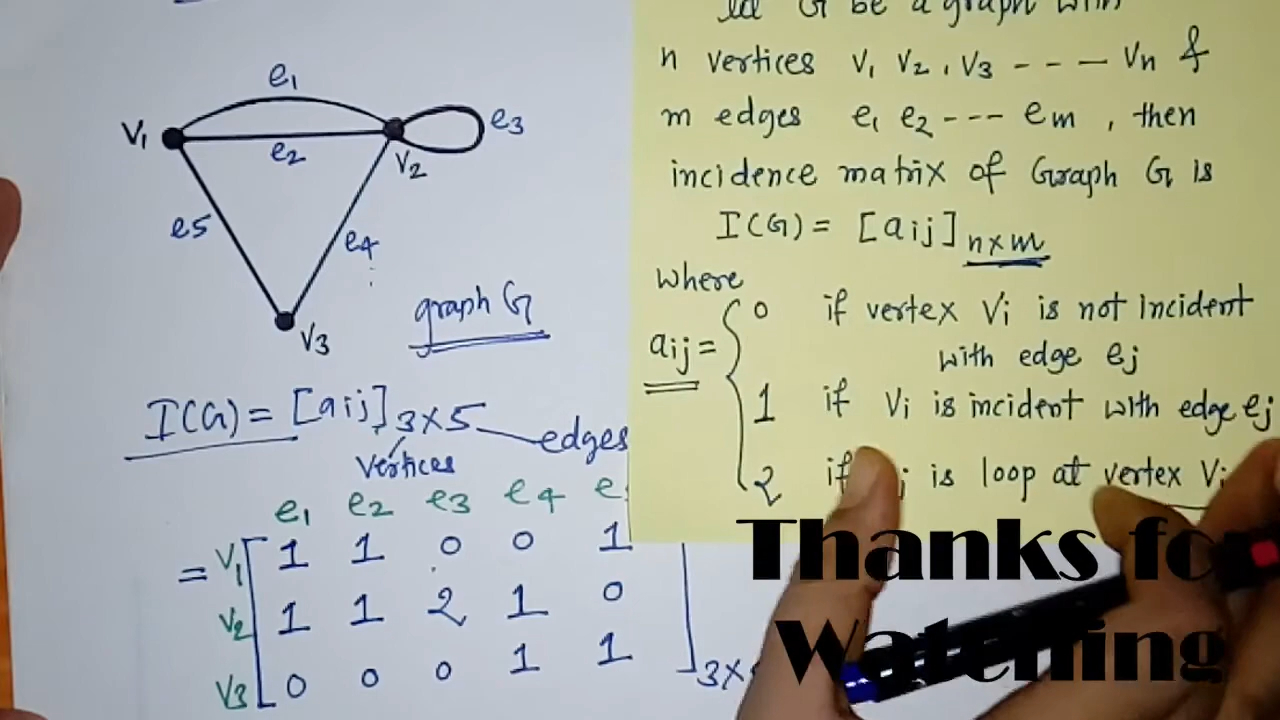 e1
V1
e2
V2
e3
e5
e4
V3
graph G
I(G) = [aij] 3×5
edges
Vertices
e1 e2 e3 e4
= V1 1 1 0 0 1
V2 1 1 2 1 0
V3 0 0 0 1 1
3×
G be a graph with
n vertices V1 V2, V3 - - - - Vn &
m edges e1 e2 - - - em, then
incidence matrix of Graph G is
I(G) = [aij] n×m
where
aij =
0 if vertex Vi is not incident
with edge ej
1 if Vi is incident with edge ej
2 if j is loop at vertex Vi
Thanks for
Watching